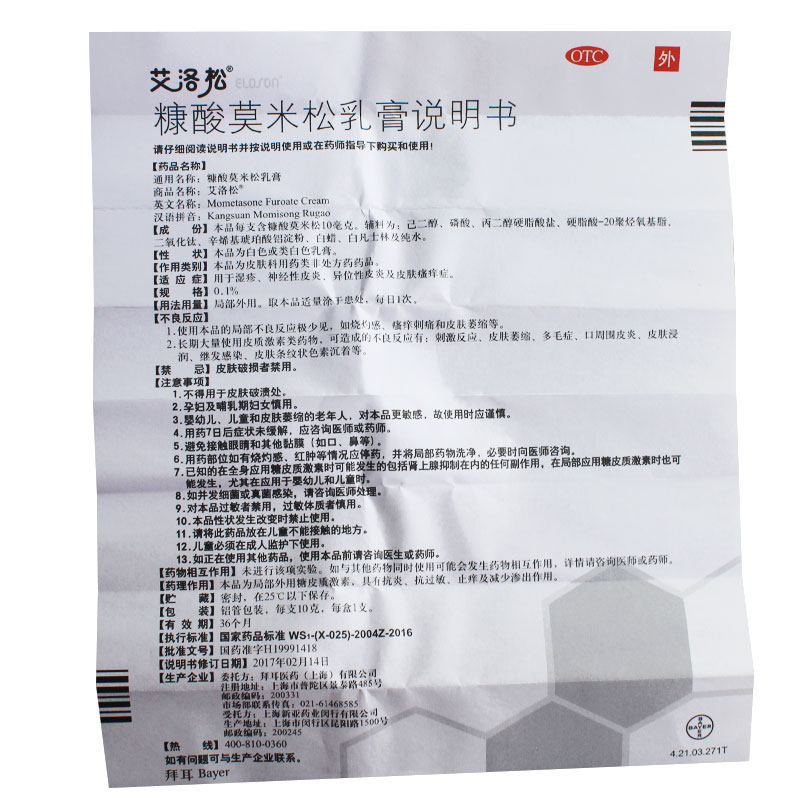 OTC
外
艾洛松® ELOSON®
糠酸莫米松乳膏说明书
请仔细阅读说明书并按说明使用或在药师指导下购买和使用!
【药品名称】
通用名称：糠酸莫米松乳膏
商品名称：艾洛松®
英文名称：Mometasone Furoate Cream
汉语拼音：Kangsuan Momisong Rugao
【成 份】本品每支含糠酸莫米松10毫克。辅料为：己二醇、磷酸、丙二醇硬脂酸盐、硬脂酸-20聚烃氧基脂、
二氧化钛、辛烯基琥珀酸铝淀粉、白蜡、白凡士林及纯水。
【性 状】本品为白色或类白色乳膏。
【作用类别】本品为皮肤科用药类非处方药药品。
【适 应 症】用于湿疹、神经性皮炎、异位性皮炎及皮肤瘙痒症。
【规 格】0.1%
【用法用量】局部外用。取本品适量涂于患处，每日1次。
【不良反应】
1.使用本品的局部不良反应极少见，如烧灼感、瘙痒刺痛和皮肤萎缩等。
2.长期大量使用皮质激素类药物，可造成的不良反应有：刺激反应、皮肤萎缩、多毛症、口周围皮炎、皮肤浸
润、继发感染、皮肤条纹状色素沉着等。
【禁 忌】皮肤破损者禁用。
【注意事项】
1.不得用于皮肤破溃处。
2.孕妇及哺乳期妇女慎用。
3.婴幼儿、儿童和皮肤萎缩的老年人，对本品更敏感，故使用时应谨慎。
4.用药7日后症状未缓解，应咨询医师或药师。
5.避免接触眼睛和其他黏膜（如口、鼻等）。
6.用药部位如有烧灼感、红肿等情况应停药，并将局部药物洗净，必要时向医师咨询。
7.已知的在全身应用糖皮质激素时可能发生的包括肾上腺抑制在内的任何副作用，在局部应用糖皮质激素时也可
能发生，尤其在应用于婴幼儿和儿童时。
8.如并发细菌或真菌感染，请咨询医师处理。
9.对本品过敏者禁用，过敏体质者慎用。
10.本品性状发生改变时禁止使用。
11.请将此药品放在儿童不能接触的地方。
12.儿童必须在成人监护下使用。
13.如正在使用其他药品，使用本品前请咨询医生或药师。
【药物相互作用】未进行该项实验。如与其他药物同时使用可能会发生药物相互作用，详情请咨询医师或药师。
【药理作用】本品为局部外用糖皮质激素，具有抗炎、抗过敏、止痒及减少渗出作用。
【贮 藏】密封，在25℃以下保存。
【包 装】铝管包装，每支10克，每盒1支。
【有 效 期】36个月
【执行标准】国家药品标准 WS₁-(X-025)-2004Z-2016
【批准文号】国药准字H19991418
【说明书修订日期】2017年02月14日
【生产企业】委托方：拜耳医药（上海）有限公司
注册地址：上海市普陀区景泰路485号
邮政编码：200331
市场部联系传真：021-61468585
受托方：上海新亚药业闵行有限公司
生产地址：上海市闵行区昆阳路1500号
邮政编码：200245
【热 线】400-810-0360
如有问题可与生产企业联系。
拜耳 Bayer
BAYER
4.21.03.271T